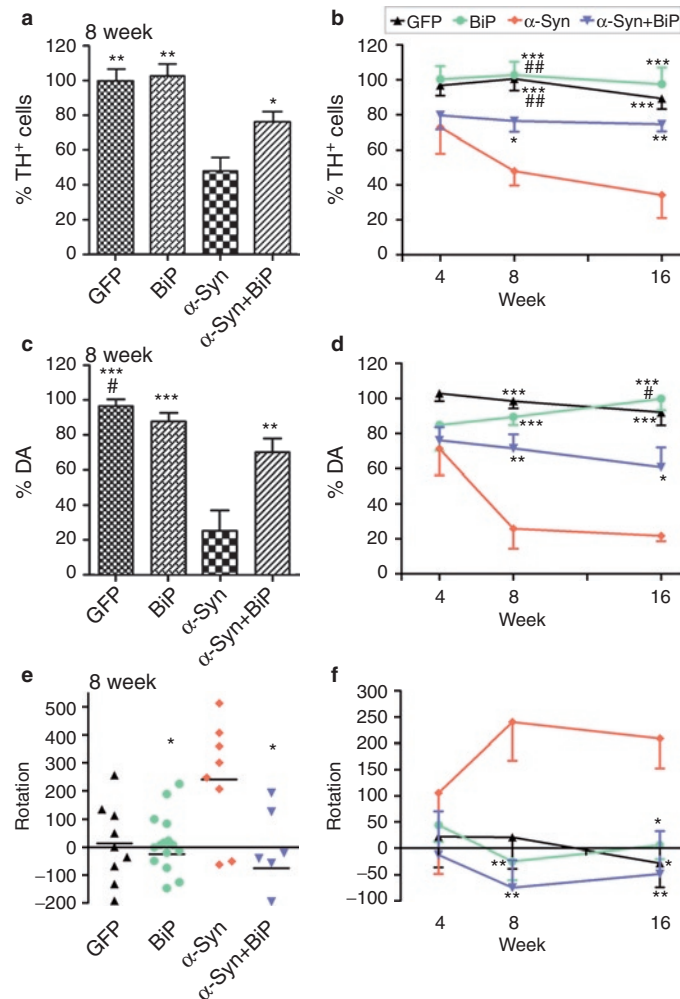 a
8 week
120
100
80
60
40
20
0
% TH⁺ cells
**
**
*
GFP
BiP
α-Syn
α-Syn+BiP
b
GFP BiP α-Syn α-Syn+BiP
120
100
80
60
40
20
0
% TH⁺ cells
***
##
***
##
*
***
***
**
4 8 16
Week
c
8 week
120
100
80
60
40
20
0
% DA
***
#
***
**
GFP
BiP
α-Syn
α-Syn+BiP
d
120
100
80
60
40
20
0
% DA
***
***
**
***
#
***
*
4 8 16
Week
e
8 week
500
400
300
200
100
0
−100
−200
Rotation
*
*
GFP
BiP
α-Syn
α-Syn+BiP
f
300
250
200
150
100
50
0
−50
−100
Rotation
**
**
*
*
**
4 8 16
Week